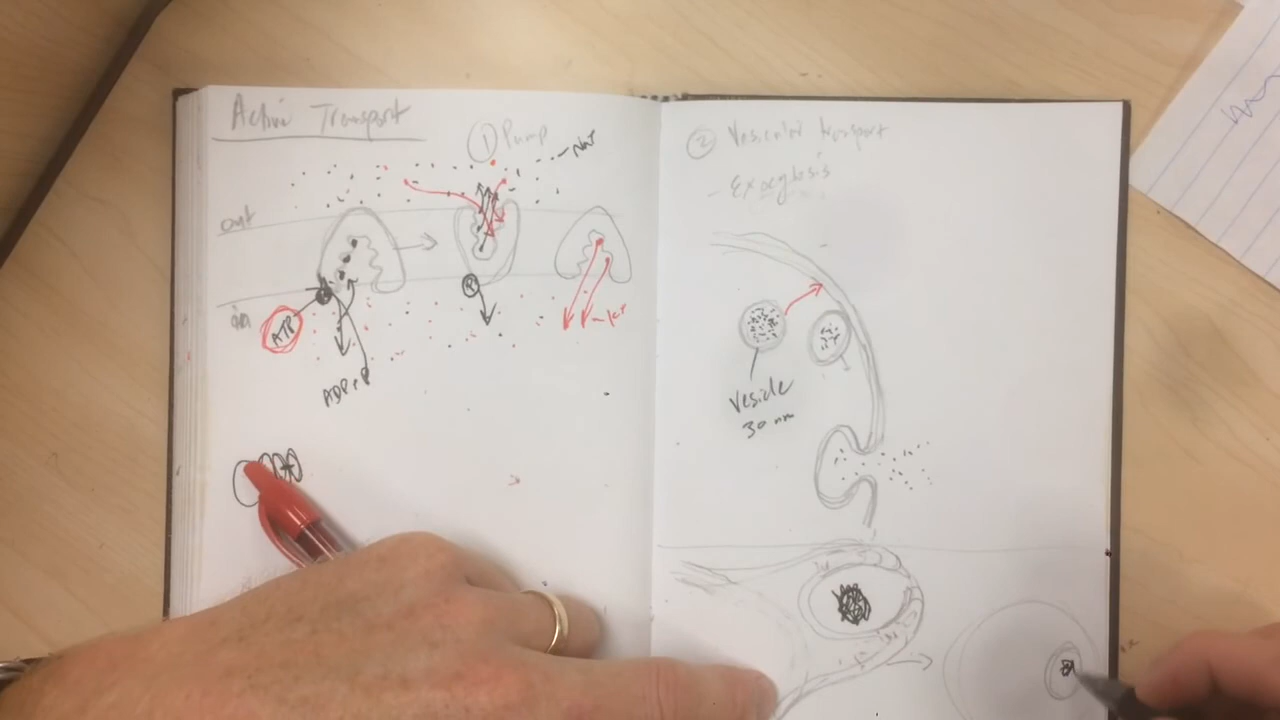 Active Transport
① Pump
Na+
out
in
ATP
ADP+P
P
K+
② Vesicular transport
- Exocytosis
Vesicle
30 nm